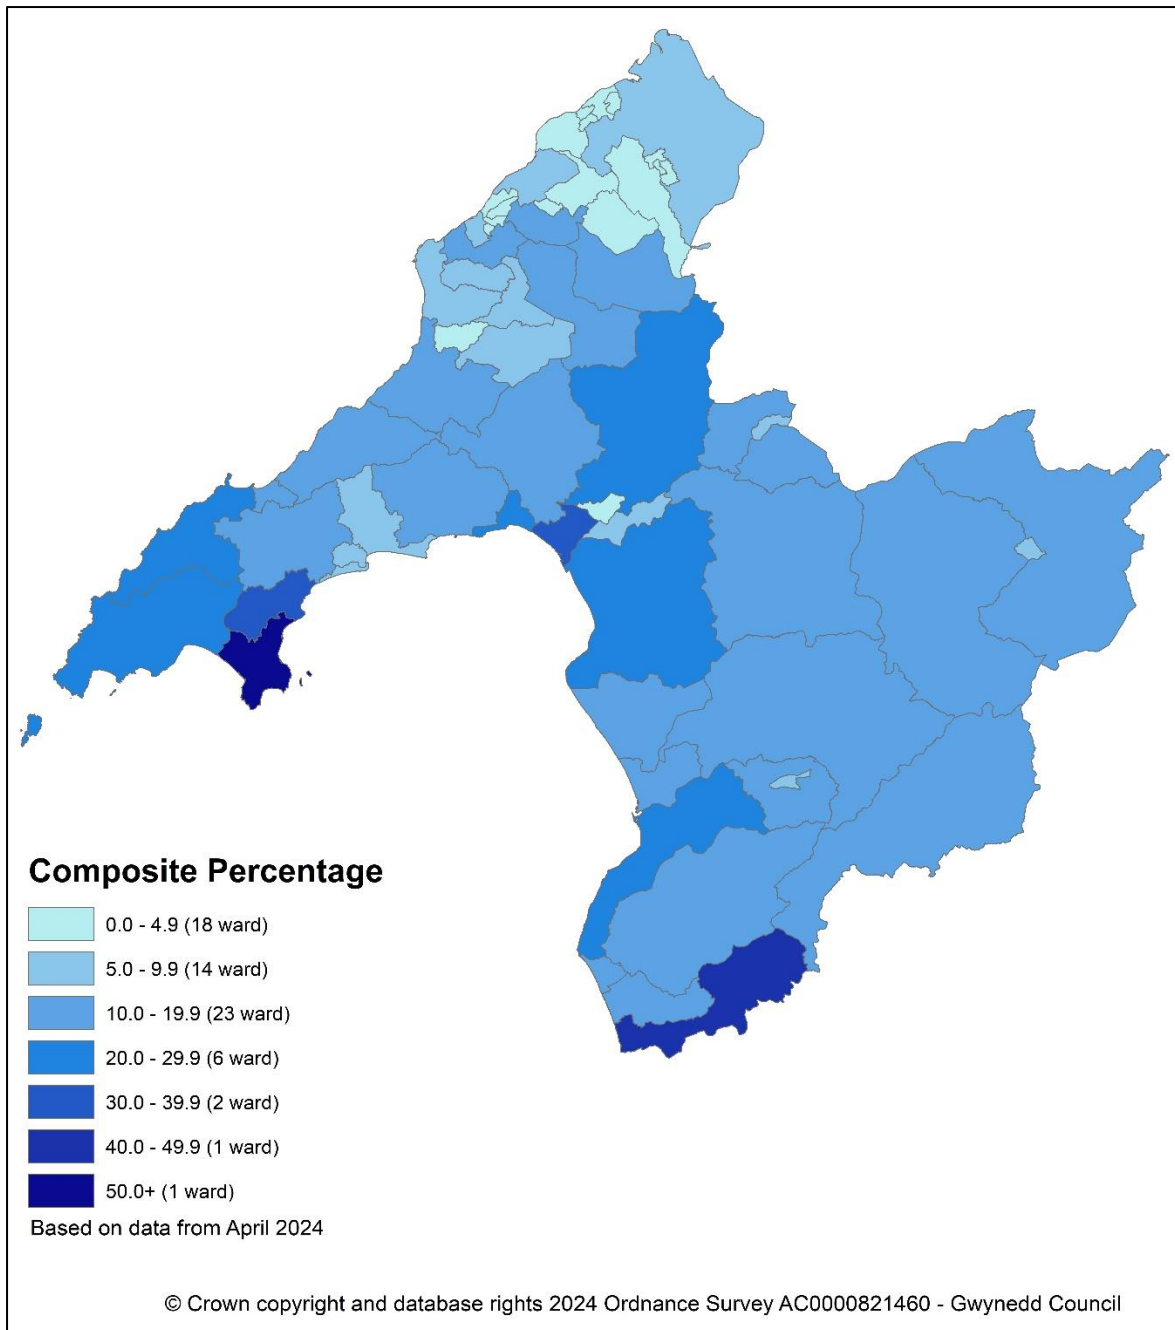 Composite Percentage
0.0 - 4.9 (18 ward)
5.0 - 9.9 (14 ward)
10.0 - 19.9 (23 ward)
20.0 - 29.9 (6 ward)
30.0 - 39.9 (2 ward)
40.0 - 49.9 (1 ward)
50.0+ (1 ward)
Based on data from April 2024
© Crown copyright and database rights 2024 Ordnance Survey AC0000821460 - Gwynedd Council